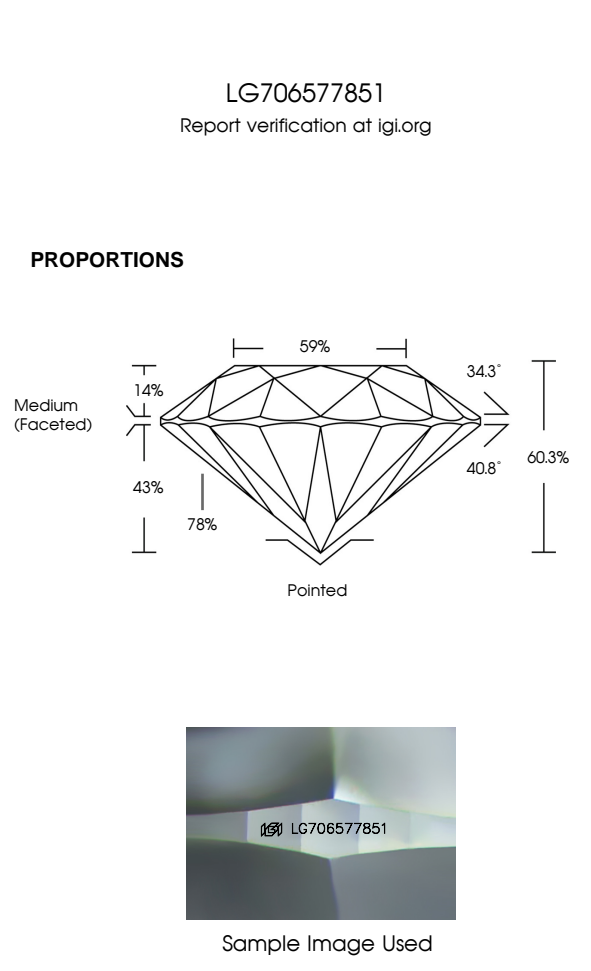 LG706577851
Report verification at igi.org
PROPORTIONS
59%
34.3°
14%
Medium
(Faceted)
60.3%
40.8°
43%
78%
Pointed
IGI LG706577851
Sample Image Used